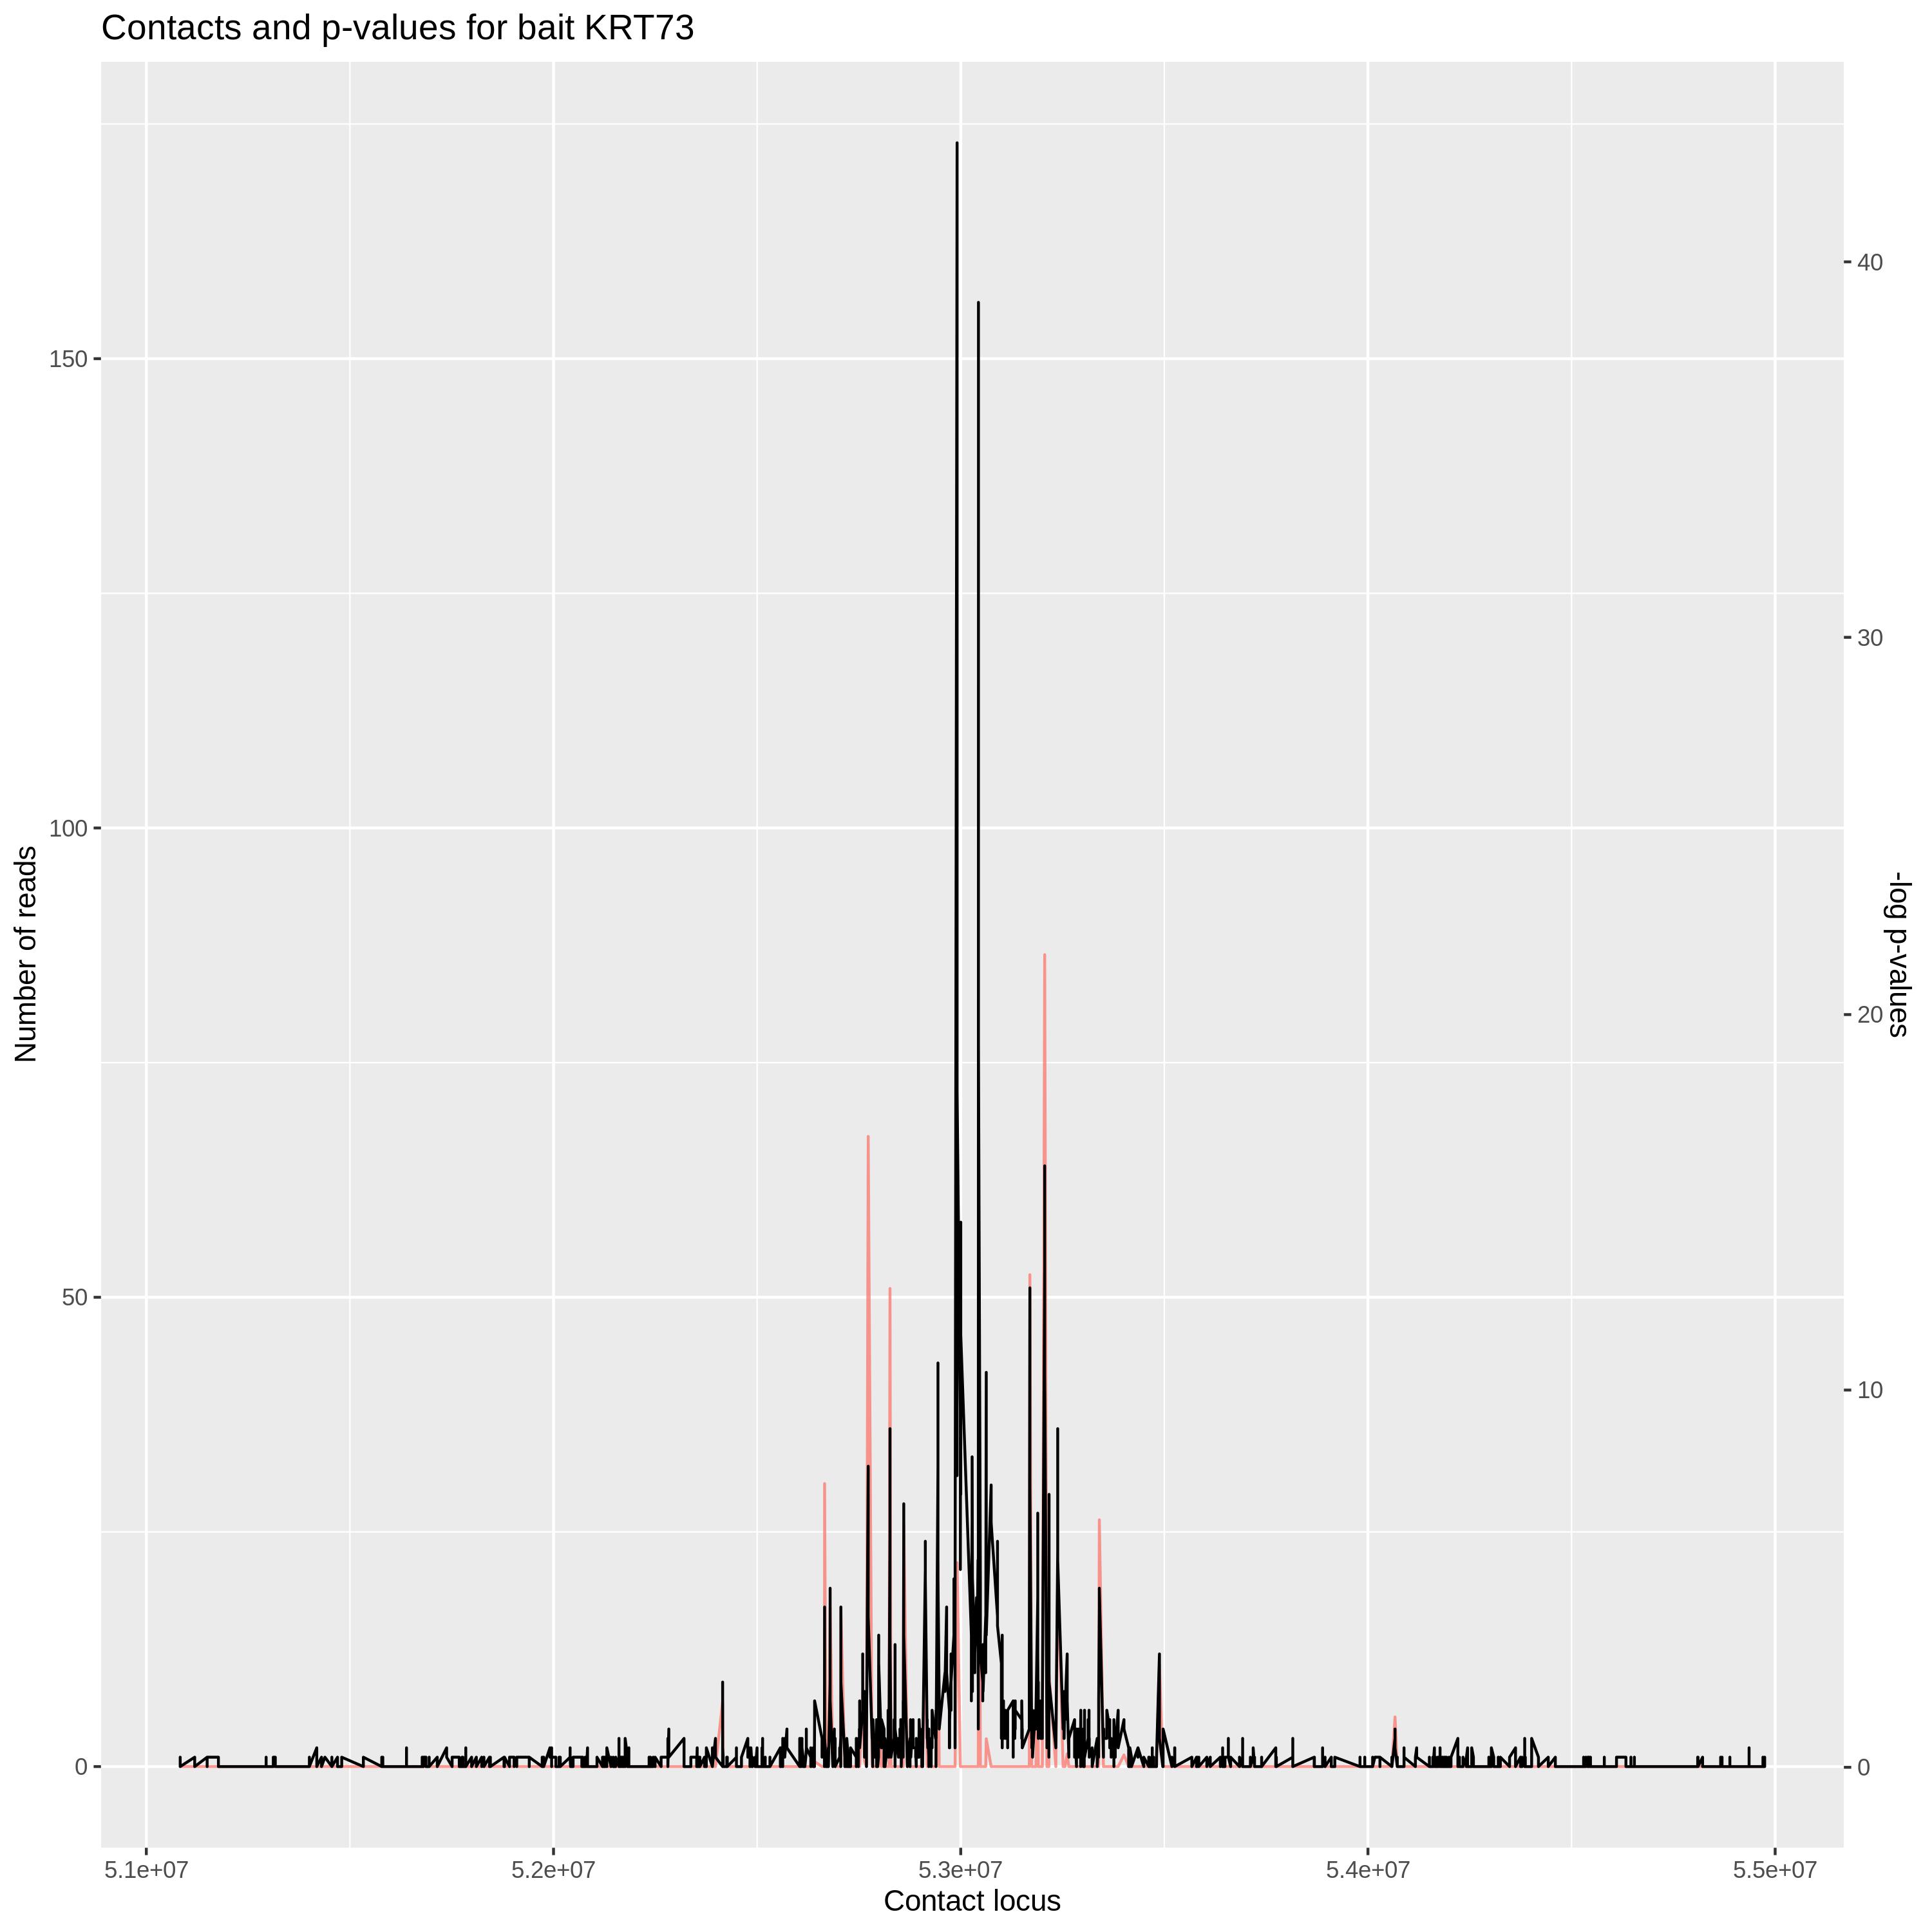 Contacts and p-values for bait KRT73
150
100
50
0
Number of reads
40
30
20
10
0
-log p-values
5.1e+07 5.2e+07 5.3e+07 5.4e+07 5.5e+07
Contact locus